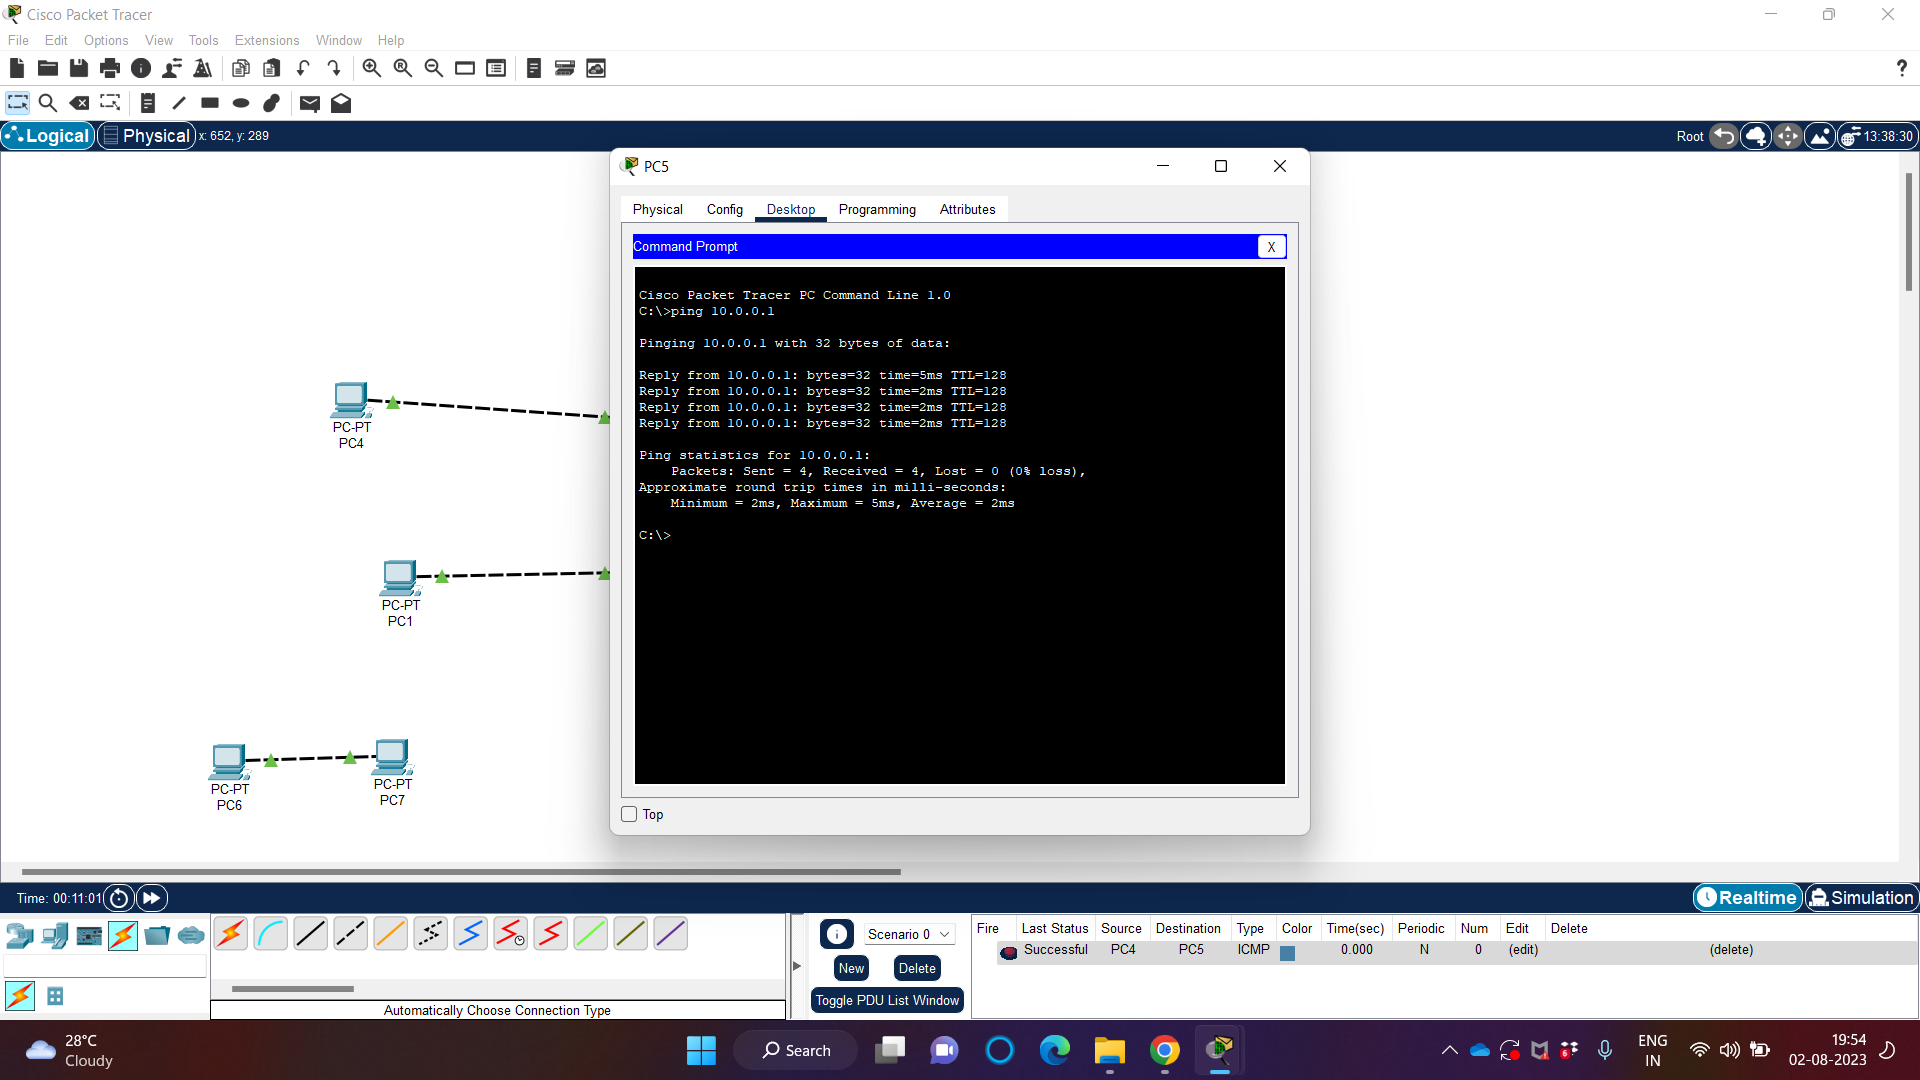 Cisco Packet Tracer
File Edit Options View Tools Extensions Window Help
?
Logical Physical x: 652, y: 289 Root 13:38:30
PC5
Physical Config Desktop Programming Attributes
Command Prompt X
Cisco Packet Tracer PC Command Line 1.0
C:\>ping 10.0.0.1
Pinging 10.0.0.1 with 32 bytes of data:
Reply from 10.0.0.1: bytes=32 time=5ms TTL=128
Reply from 10.0.0.1: bytes=32 time=2ms TTL=128
Reply from 10.0.0.1: bytes=32 time=2ms TTL=128
Reply from 10.0.0.1: bytes=32 time=2ms TTL=128
Ping statistics for 10.0.0.1:
Packets: Sent = 4, Received = 4, Lost = 0 (0% loss),
Approximate round trip times in milli-seconds:
Minimum = 2ms, Maximum = 5ms, Average = 2ms
C:\>
Top
PC-PT
PC4
PC-PT
PC1
PC-PT
PC6
PC-PT
PC7
Time: 00:11:01 Realtime Simulation
Automatically Choose Connection Type
Scenario 0
New Delete
Toggle PDU List Window
Fire Last Status Source Destination Type Color Time(sec) Periodic Num Edit Delete
Successful PC4 PC5 ICMP 0.000 N 0 (edit) (delete)
28°C
Cloudy
Search
6
ENG
IN
19:54
02-08-2023